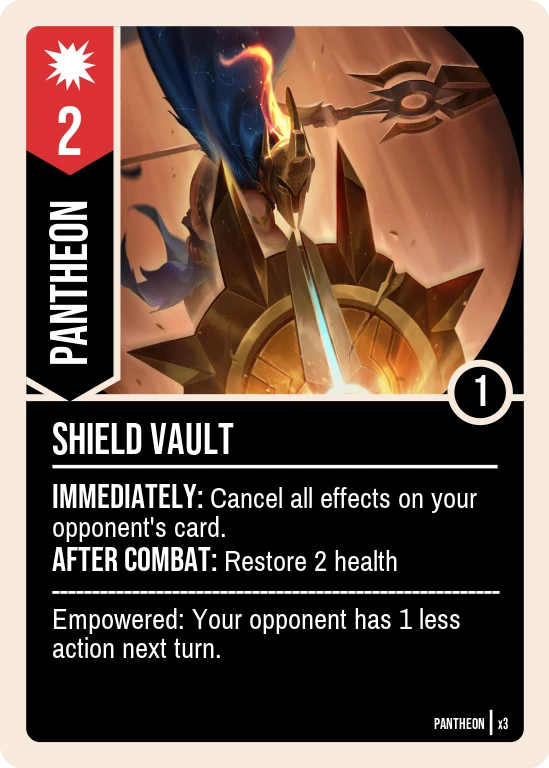 2
PANTHEON
1
SHIELD VAULT
IMMEDIATELY: Cancel all effects on your
opponent's card.
AFTER COMBAT: Restore 2 health
Empowered: Your opponent has 1 less
action next turn.
PANTHEON | x3